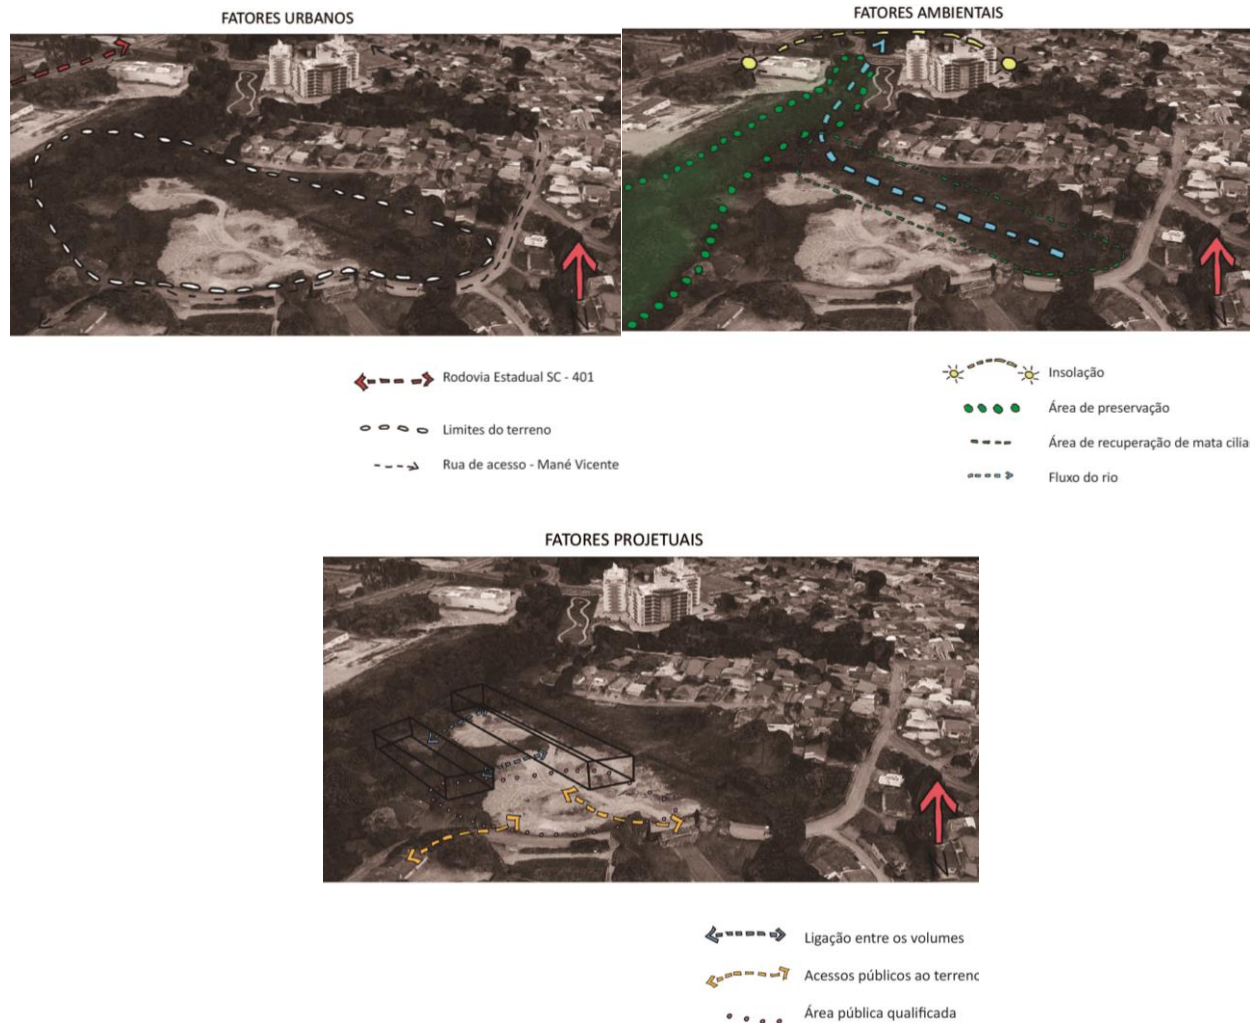 FATORES URBANOS
FATORES AMBIENTAIS
Rodovia Estadual SC - 401
Limites do terreno
Rua de acesso - Mané Vicente
Insolação
Área de preservação
Área de recuperação de mata cilia
Fluxo do rio
FATORES PROJETUAIS
Ligação entre os volumes
Acessos públicos ao terreno
Área pública qualificada